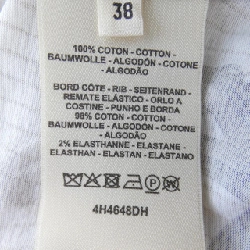 38
100% COTON - COTTON -
BAUMWOLLE - ALGODÓN - COTONE
- ALGODÃO
BORD CÔTE - RIB - SEITENRAND -
REMATE ELÁSTICO - ORLO A
COSTINE - PUNHO E BORDA
98% COTON - COTTON -
BAUMWOLLE - ALGODÓN - COTONE
- ALGODÃO
2% ELASTHANNE - ELASTANE -
ELASTHAN - ELASTAN - ELASTANO
4H4648DH